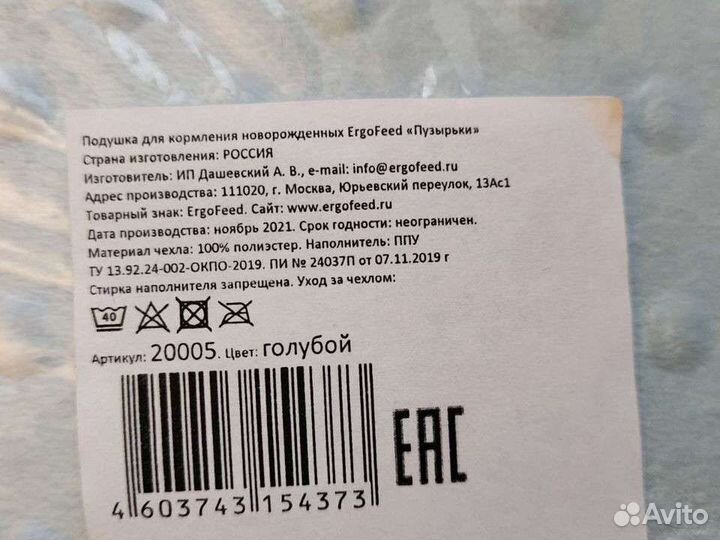 Подушка для кормления новорожденных ErgoFeed «Пузырьки»
Страна изготовления: РОССИЯ
Изготовитель: ИП Дашевский А. В., e-mail: info@ergofeed.ru
Адрес производства: 111020, г. Москва, Юрьевский переулок, 13Ас1
Товарный знак: ErgoFeed. Сайт: www.ergofeed.ru
Дата производства: ноябрь 2021. Срок годности: неограничен.
Материал чехла: 100% полиэстер. Наполнитель: ППУ
ТУ 13.92.24-002-ОКПО-2019. ПИ № 24037П от 07.11.2019 г
Стирка наполнителя запрещена. Уход за чехлом:
40
Артикул: 20005. Цвет: голубой
EAC
4 603743 154373
Avito